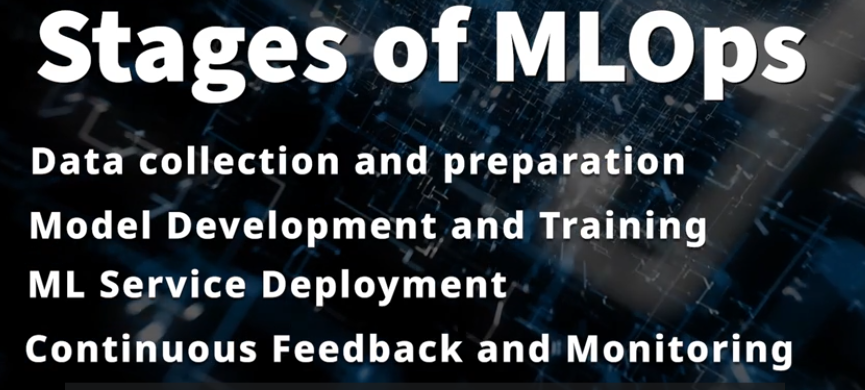 Stages of MLOps
Data collection and preparation
Model Development and Training
ML Service Deployment
Continuous Feedback and Monitoring